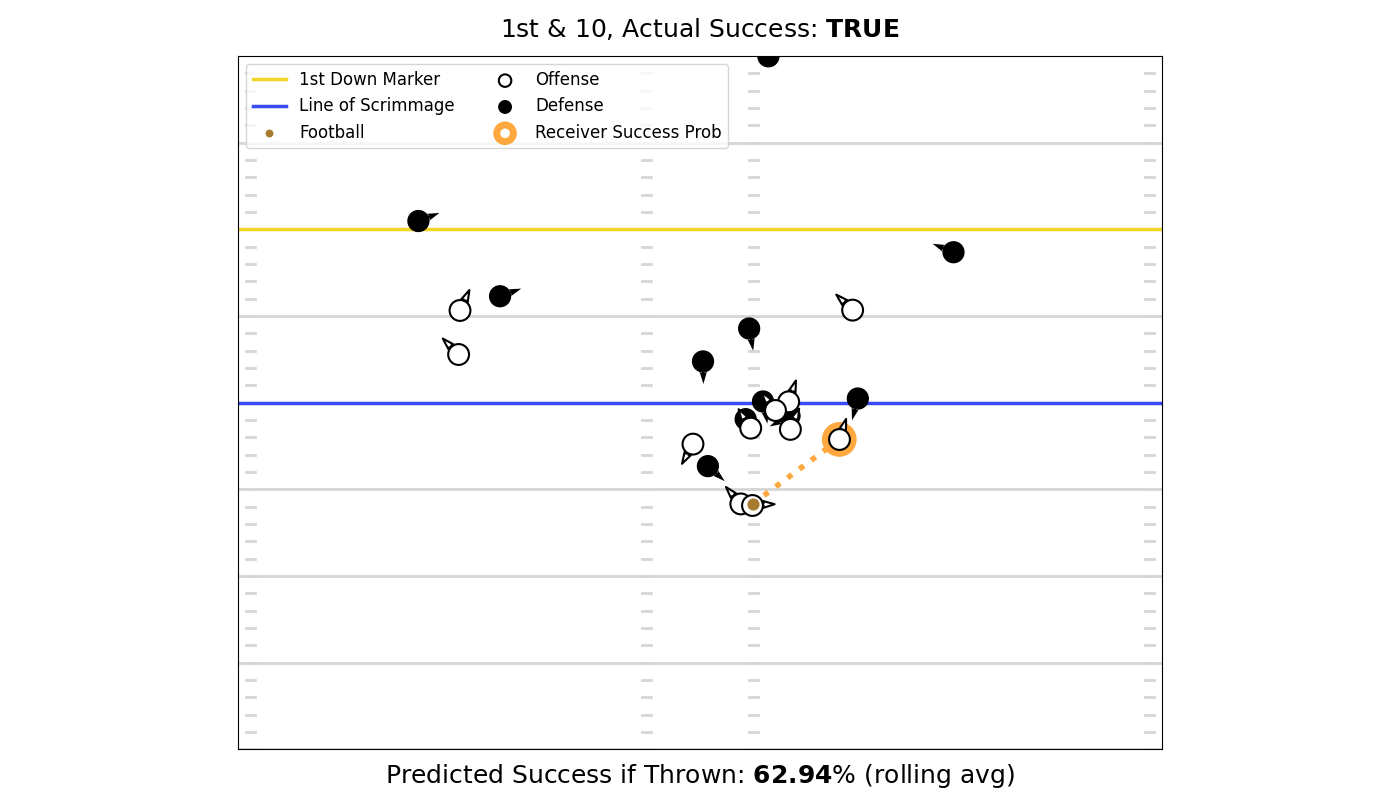 1st & 10, Actual Success: TRUE
1st Down Marker
Line of Scrimmage
Football
Offense
Defense
Receiver Success Prob
Predicted Success if Thrown: 62.94% (rolling avg)